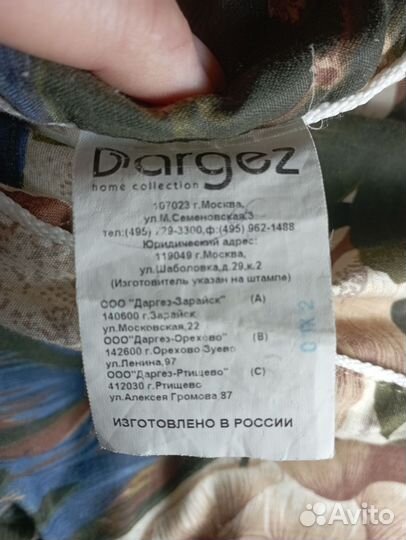 Dargez
home collection
107023 г.Москва,
ул.М.Семеновская,3
тел:(495) 729-3300,ф:(495) 962-1488
Юридический адрес:
119049 г.Москва,
ул.Шаболовка,д.29,к.2
(Изготовитель указан на штампе)
ООО "Даргез-Зарайск" (А)
140600 г.Зарайск
ул.Московская,22
ООО"Даргез-Орехово" (В)
142600 г.Орехово Зуево
ул.Ленина,97
ООО"Даргез-Ртищево" (С)
412030 г.Ртищево
ул.Алексея Громова 87
ИЗГОТОВЛЕНО В РОССИИ
Avito